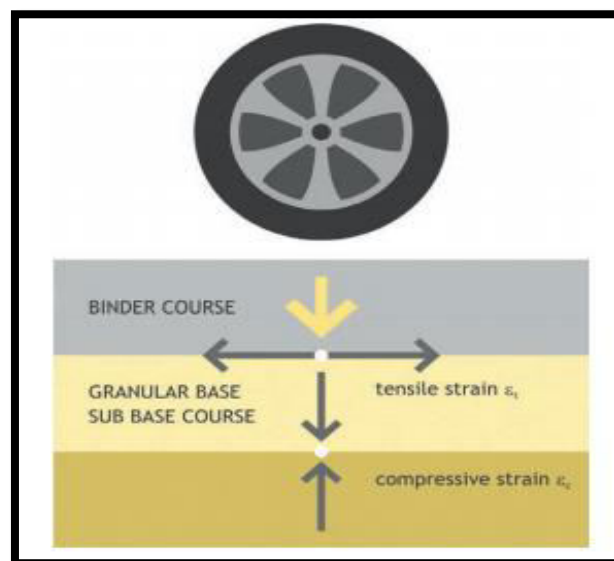 BINDER COURSE
GRANULAR BASE
SUB BASE COURSE
tensile strain εₜ
compressive strain ε꜀